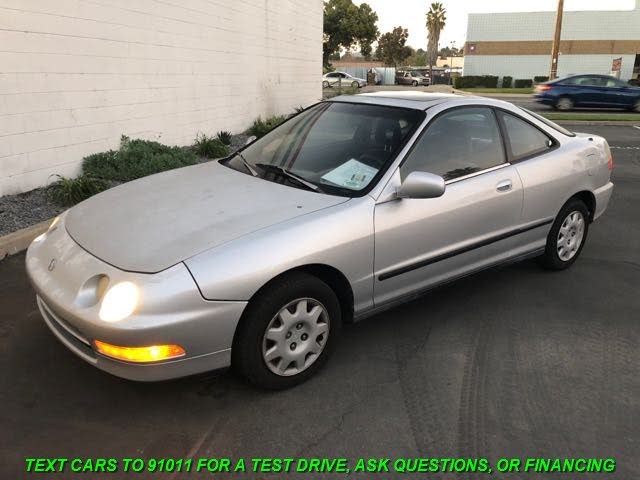 TEXT CARS TO 91011 FOR A TEST DRIVE, ASK QUESTIONS, OR FINANCING